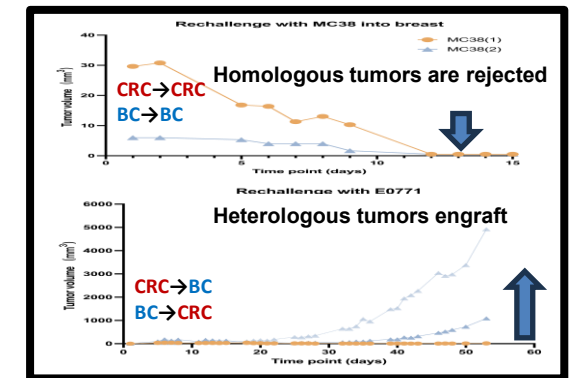 Rechallenge with MC38 into breast
MC38(1)
MC38(2)
Homologous tumors are rejected
CRC→CRC
BC→BC
Tumor volume (mm³)
40
30
20
10
0
0
5
10
15
Time point (days)
Rechallenge with E0771
Heterologous tumors engraft
CRC→BC
BC→CRC
Tumor volume (mm³)
6000
5000
4000
3000
2000
1000
0
0
10
20
30
40
50
60
Time point (days)